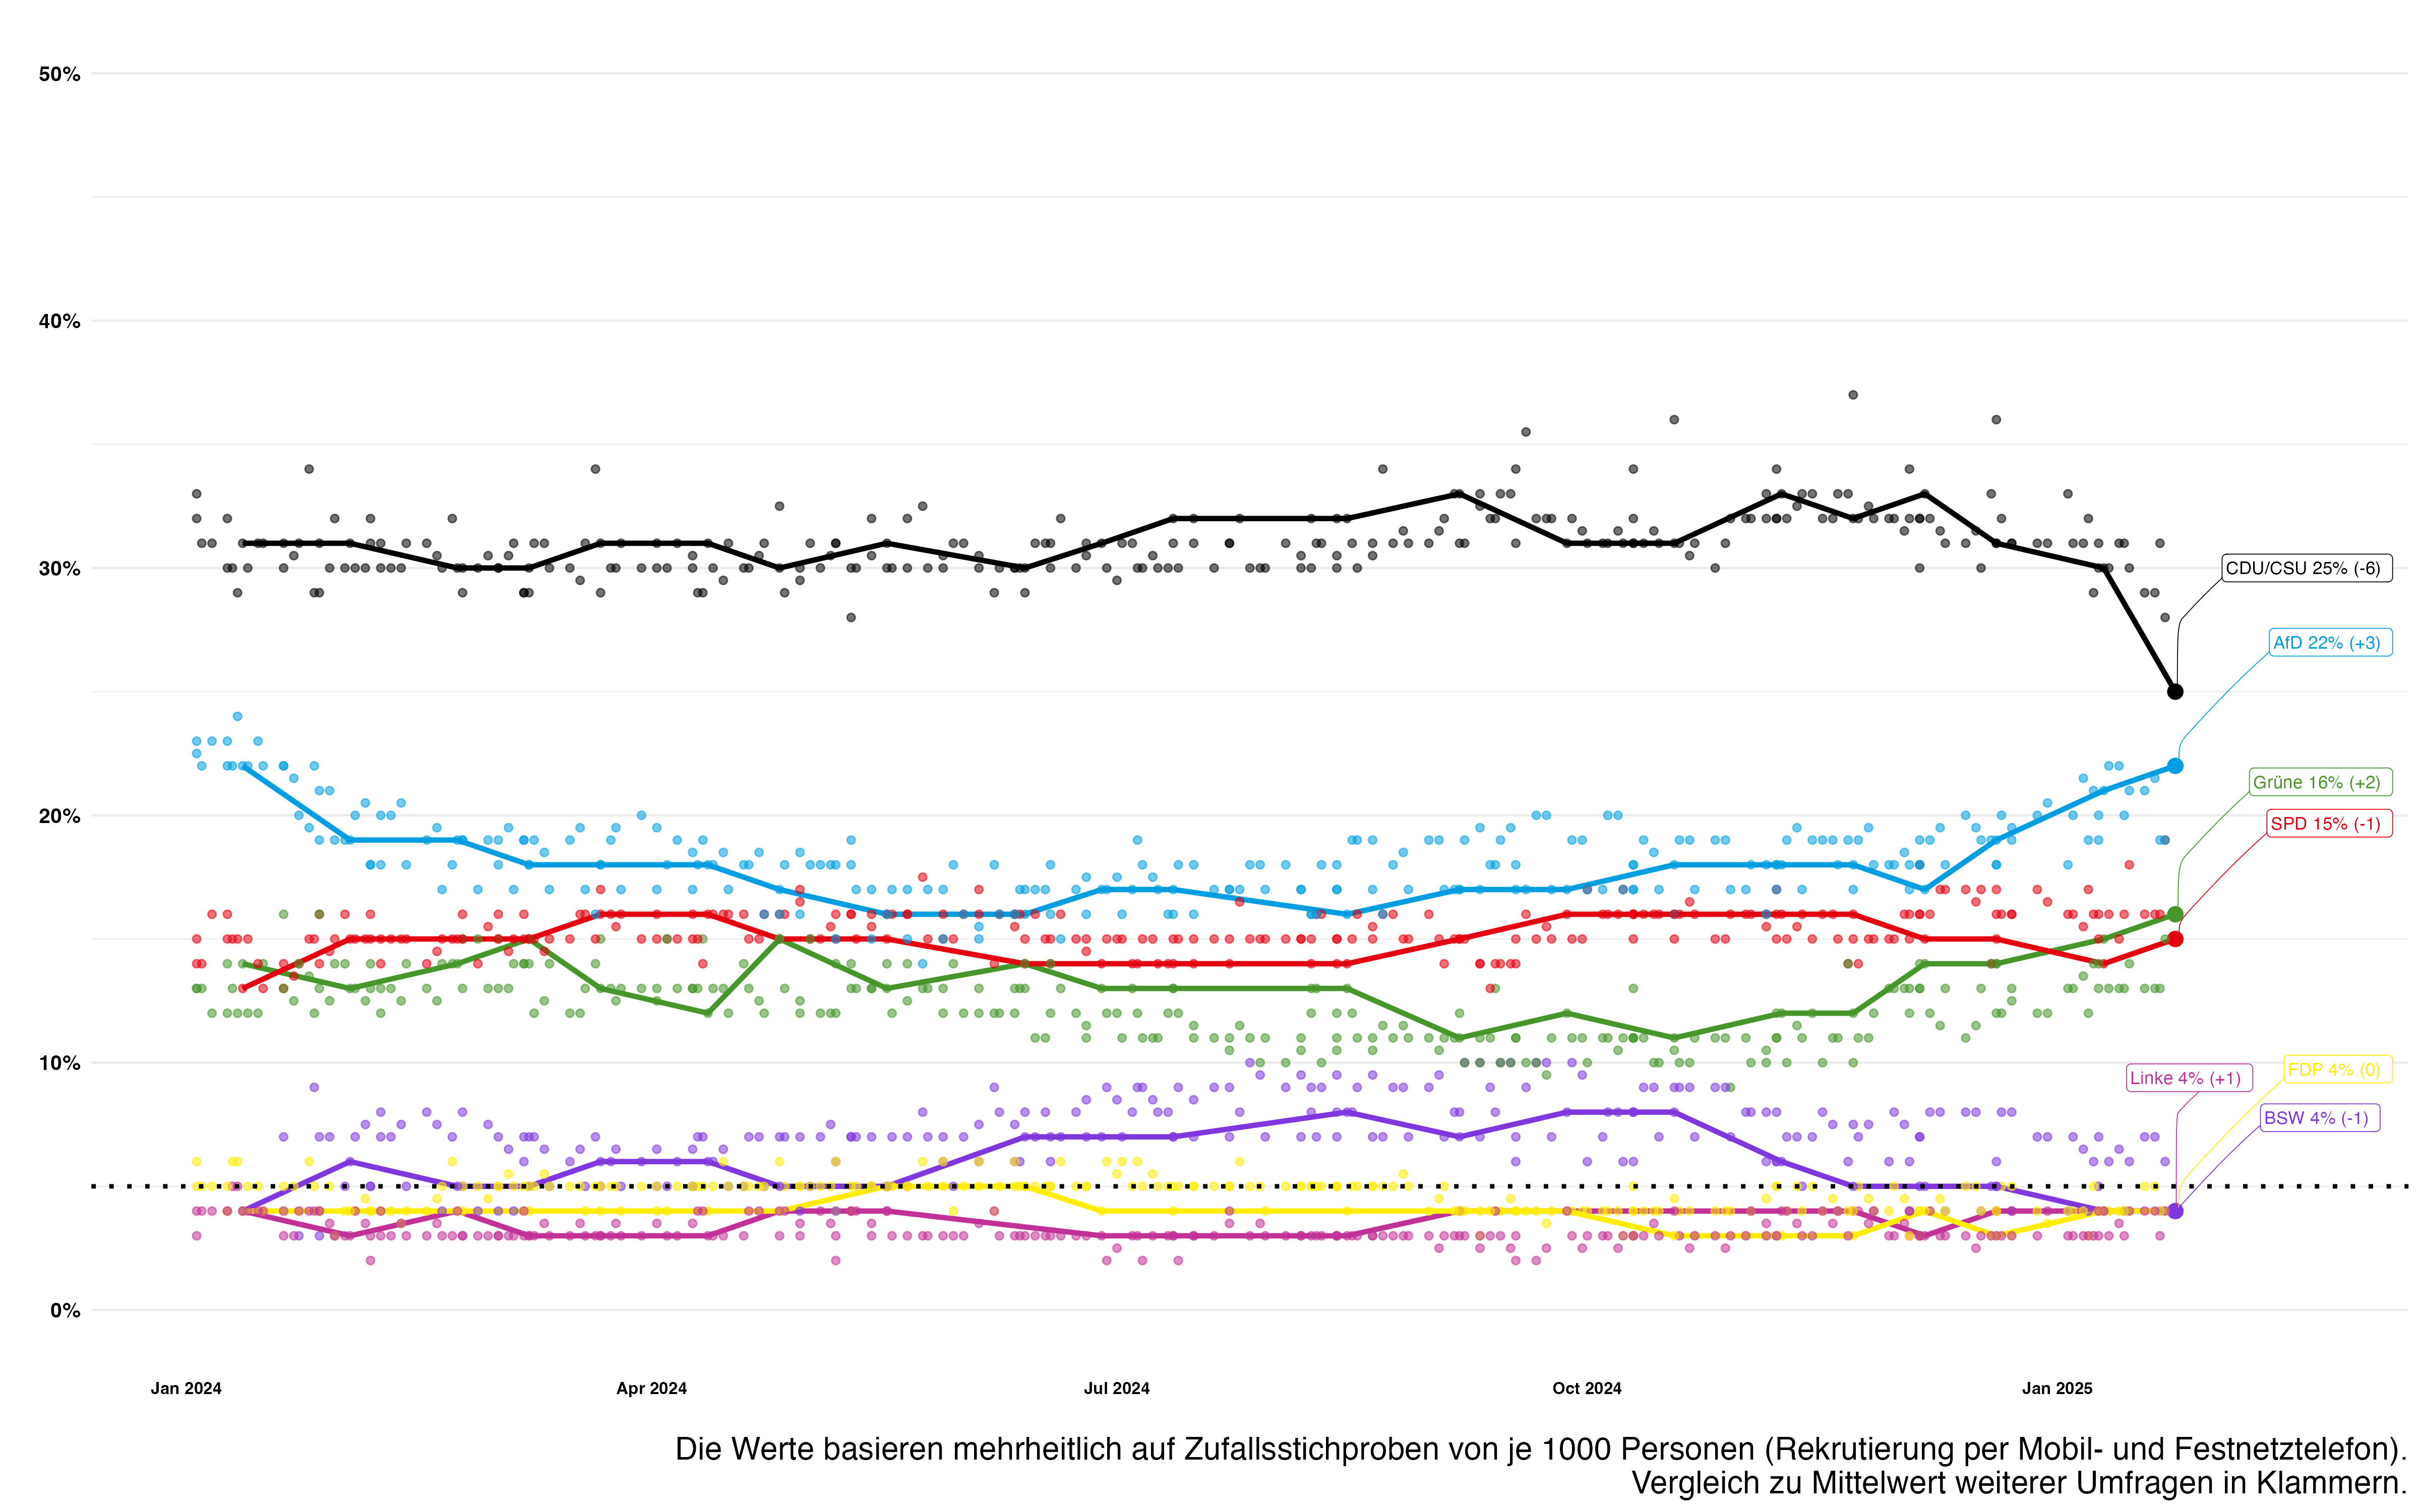 50%
40%
30%
20%
10%
0%
CDU/CSU 25% (-6)
AfD 22% (+3)
Grüne 16% (+2)
SPD 15% (-1)
FDP 4% (0)
Linke 4% (+1)
BSW 4% (-1)
Jan 2024
Apr 2024
Jul 2024
Oct 2024
Jan 2025
Die Werte basieren mehrheitlich auf Zufallsstichproben von je 1000 Personen (Rekrutierung per Mobil- und Festnetztelefon).
Vergleich zu Mittelwert weiterer Umfragen in Klammern.